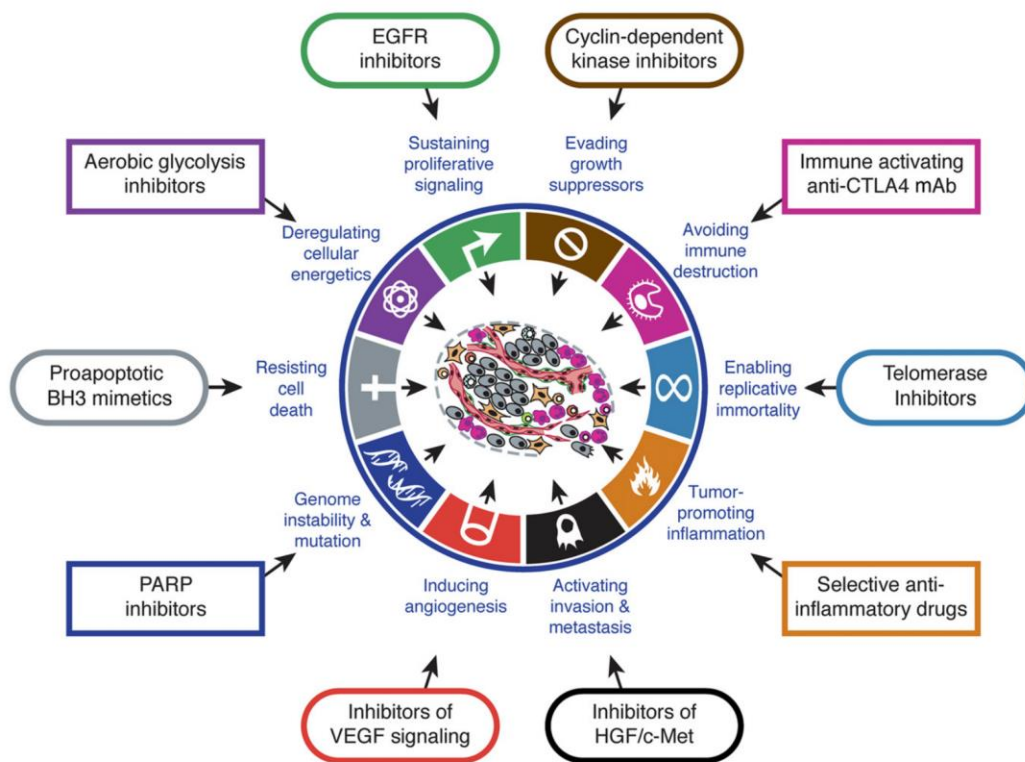 EGFR
inhibitors
Cyclin-dependent
kinase inhibitors
Sustaining
proliferative
signaling
Evading
growth
suppressors
Aerobic glycolysis
inhibitors
Immune activating
anti-CTLA4 mAb
Deregulating
cellular
energetics
Avoiding
immune
destruction
Proapoptotic
BH3 mimetics
Resisting
cell
death
Enabling
replicative
immortality
Telomerase
Inhibitors
Genome
instability &
mutation
Tumor-
promoting
inflammation
PARP
inhibitors
Inducing
angiogenesis
Activating
invasion &
metastasis
Selective anti-
inflammatory drugs
Inhibitors of
VEGF signaling
Inhibitors of
HGF/c-Met